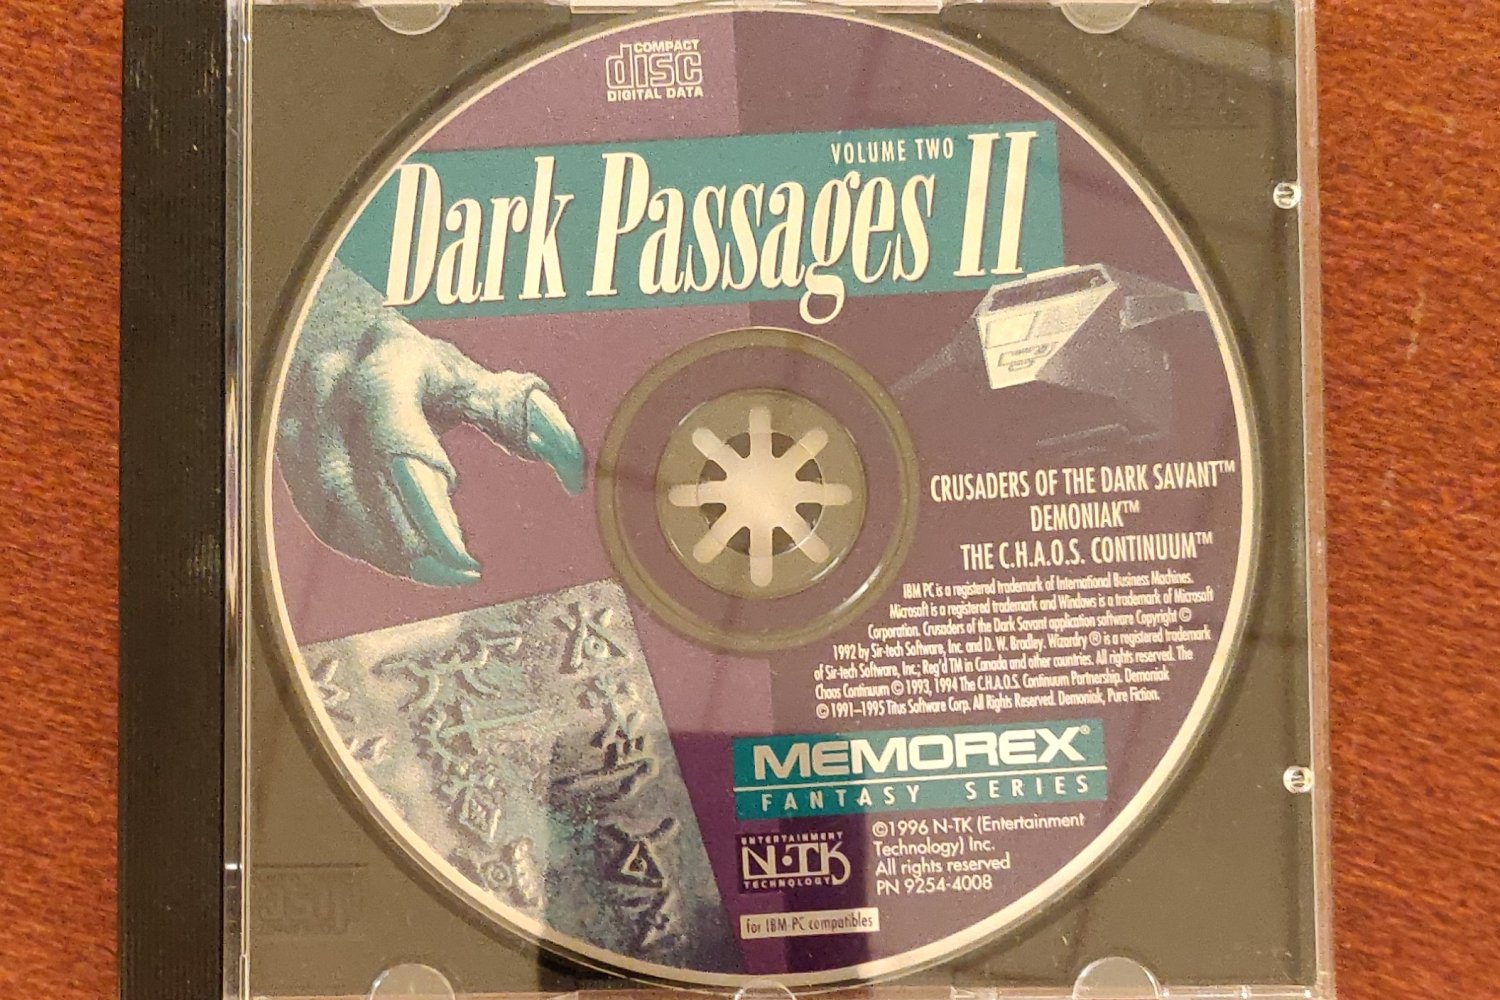 COMPACT
disc
DIGITAL DATA
VOLUME TWO
Dark Passages II
CRUSADERS OF THE DARK SAVANT™
DEMONIAK™
THE C.H.A.O.S. CONTINUUM™
IBM PC is a registered trademark of International Business Machines.
Microsoft is a registered trademark and Windows is a trademark of Microsoft
Corporation. Crusaders of the Dark Savant application software Copyright ©
1992 by Sir-tech Software, Inc. and D. W. Bradley. Wizardry ® is a registered trademark
of Sir-tech Software, Inc.; Reg'd TM in Canada and other countries. All rights reserved. The
Chaos Continuum © 1993, 1994 The C.H.A.O.S. Continuum Partnership. Demoniak
© 1991–1995 Titus Software Corp. All Rights Reserved. Demoniak, Pure Fiction.
MEMOREX®
FANTASY SERIES
ENTERTAINMENT
N·TK
TECHNOLOGY
©1996 N-TK (Entertainment
Technology) Inc.
All rights reserved
PN 9254-4008
for IBM PC compatibles